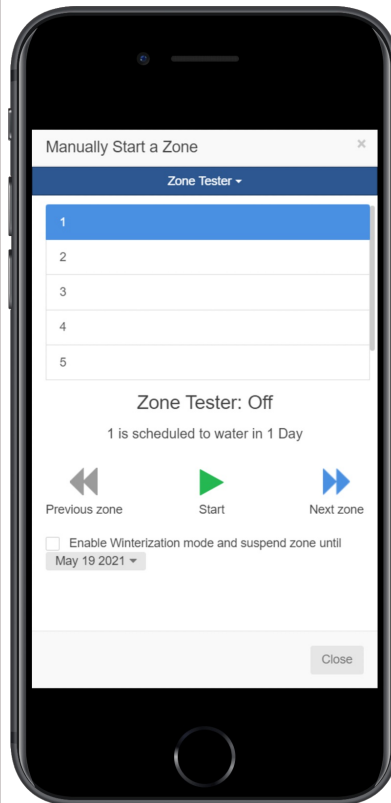 Manually Start a Zone
×
Zone Tester
1
2
3
4
5
Zone Tester: Off
1 is scheduled to water in 1 Day
Previous zone
Start
Next zone
Enable Winterization mode and suspend zone until
May 19 2021
Close